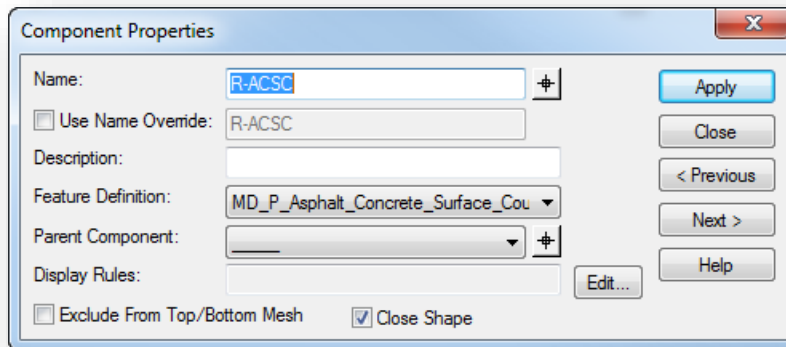 Component Properties
Name:
R-ACSC
Apply
Use Name Override:
R-ACSC
Close
Description:
< Previous
Feature Definition:
MD_P_Asphalt_Concrete_Surface_Cou
Next >
Parent Component:
_____
Help
Display Rules:
Edit...
Exclude From Top/Bottom Mesh
Close Shape